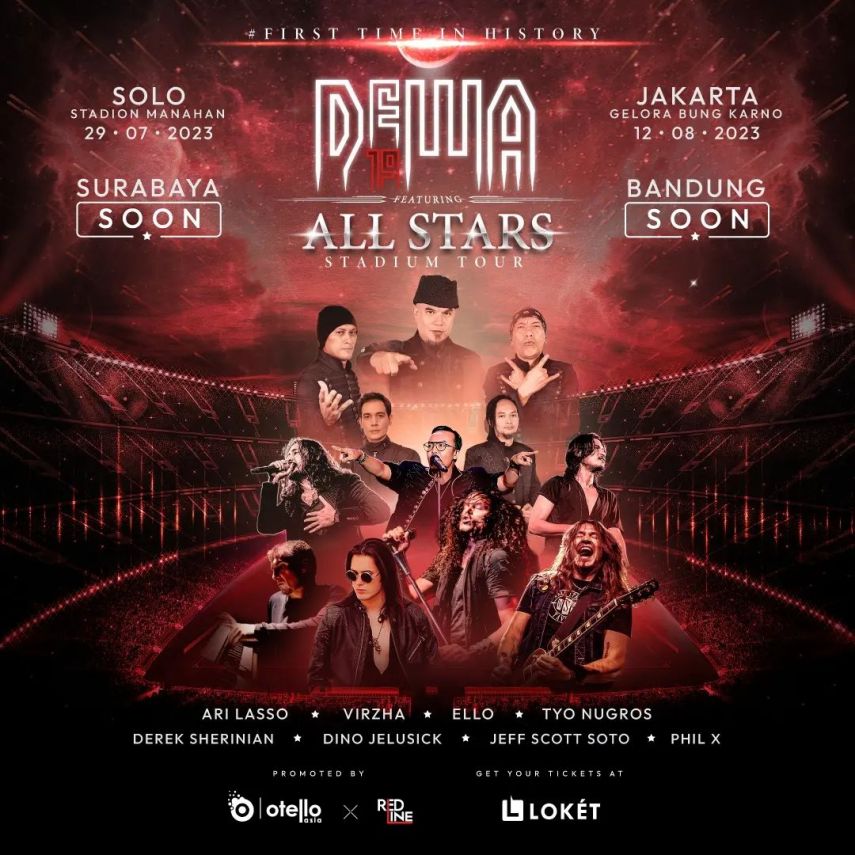 #FIRST TIME IN HISTORY
SOLO
STADION MANAHAN
29 • 07 • 2023
SURABAYA
SOON
DEWA
19
FEATURING
ALL STARS
STADIUM TOUR
JAKARTA
GELORA BUNG KARNO
12 • 08 • 2023
BANDUNG
SOON
ARI LASSO ★ VIRZHA ★ ELLO ★ TYO NUGROS
DEREK SHERINIAN ★ DINO JELUSICK ★ JEFF SCOTT SOTO ★ PHIL X
PROMOTED BY
otello
asia
RED
LINE
GET YOUR TICKETS AT
LOKÉT